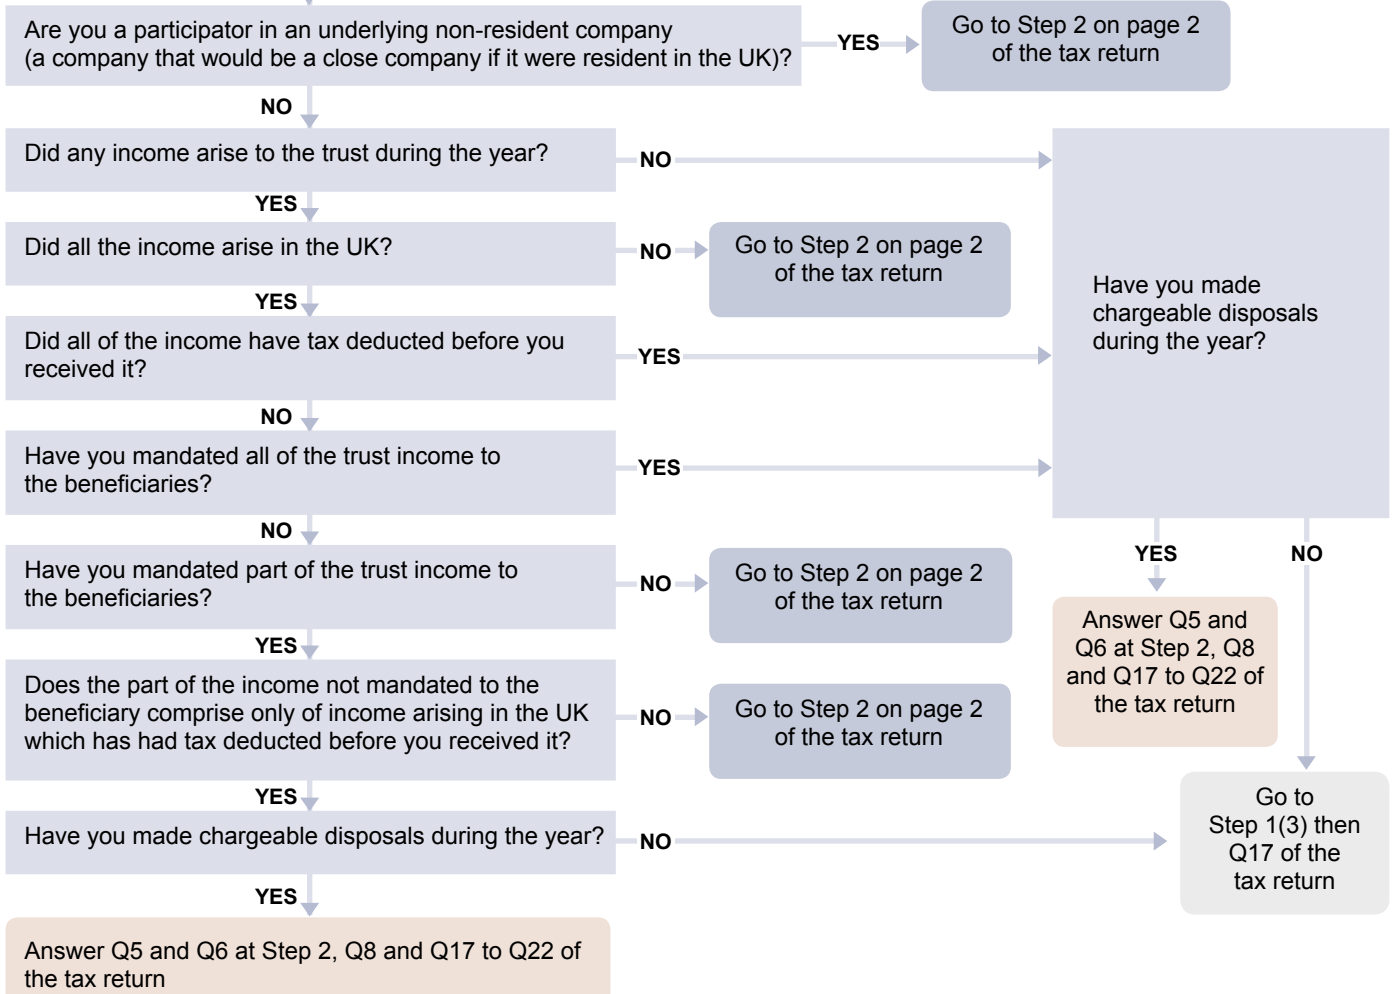 Are you a participator in an underlying non-resident company
(a company that would be a close company if it were resident in the UK)?
YES
Go to Step 2 on page 2
of the tax return
NO
Did any income arise to the trust during the year?
NO
YES
Did all the income arise in the UK?
NO
Go to Step 2 on page 2
of the tax return
Have you made
chargeable disposals
during the year?
YES
Did all of the income have tax deducted before you
received it?
YES
NO
Have you mandated all of the trust income to
the beneficiaries?
YES
NO
Have you mandated part of the trust income to
the beneficiaries?
NO
Go to Step 2 on page 2
of the tax return
YES
NO
Answer Q5 and
Q6 at Step 2, Q8
and Q17 to Q22 of
the tax return
YES
Does the part of the income not mandated to the
beneficiary comprise only of income arising in the UK
which has had tax deducted before you received it?
NO
Go to Step 2 on page 2
of the tax return
YES
Have you made chargeable disposals during the year?
NO
Go to
Step 1(3) then
Q17 of the
tax return
YES
Answer Q5 and Q6 at Step 2, Q8 and Q17 to Q22 of
the tax return